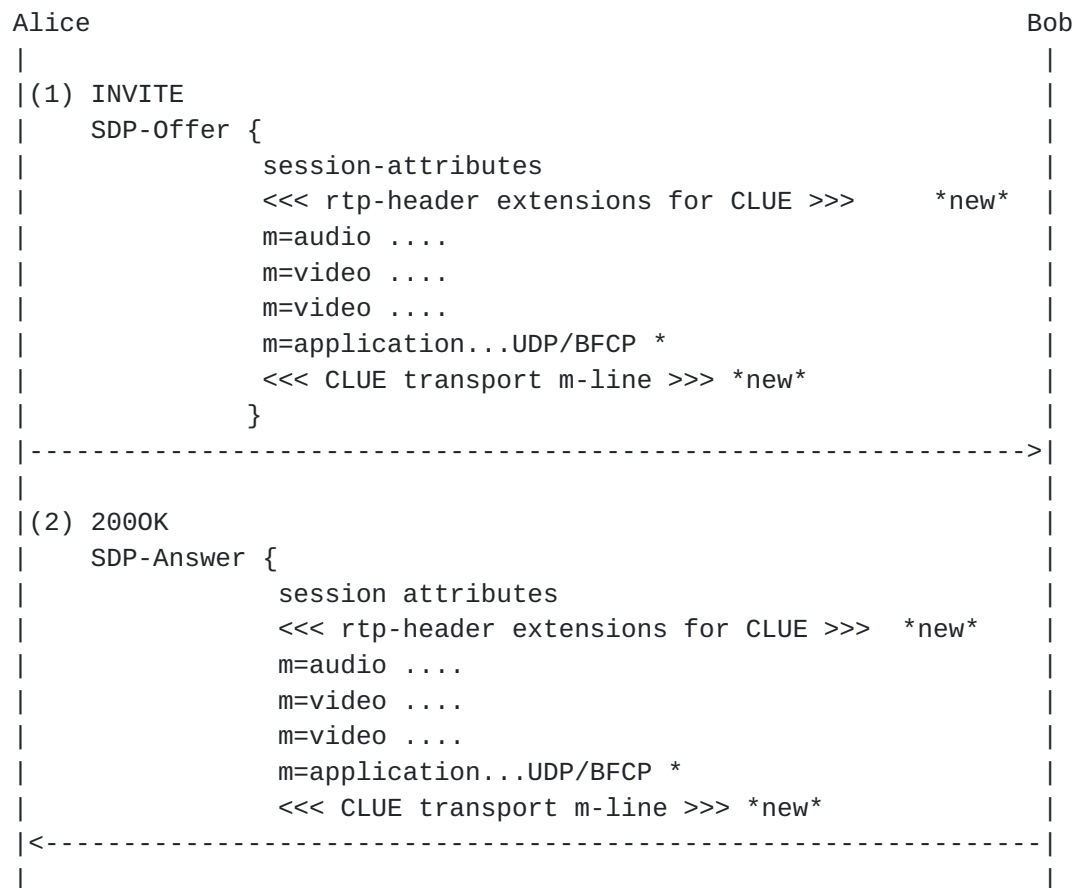 Alice                                                            Bob
|                                                                  |
|(1) INVITE                                                        |
|    SDP-Offer {                                                   |
|               session-attributes                                 |
|               <<< rtp-header extensions for CLUE >>>     *new*   |
|               m=audio ....                                       |
|               m=video ....                                       |
|               m=video ....                                       |
|               m=application...UDP/BFCP *                         |
|               <<< CLUE transport m-line >>> *new*                |
|              }                                                   |
|---------------------------------------------------------------->|
|                                                                  |
|(2) 200OK                                                         |
|    SDP-Answer {                                                  |
|                session attributes                                |
|                <<< rtp-header extensions for CLUE >>>  *new*     |
|                m=audio ....                                      |
|                m=video ....                                      |
|                m=video ....                                      |
|                m=application...UDP/BFCP *                        |
|                <<< CLUE transport m-line >>> *new*               |
|<----------------------------------------------------------------|
|                                                                  |